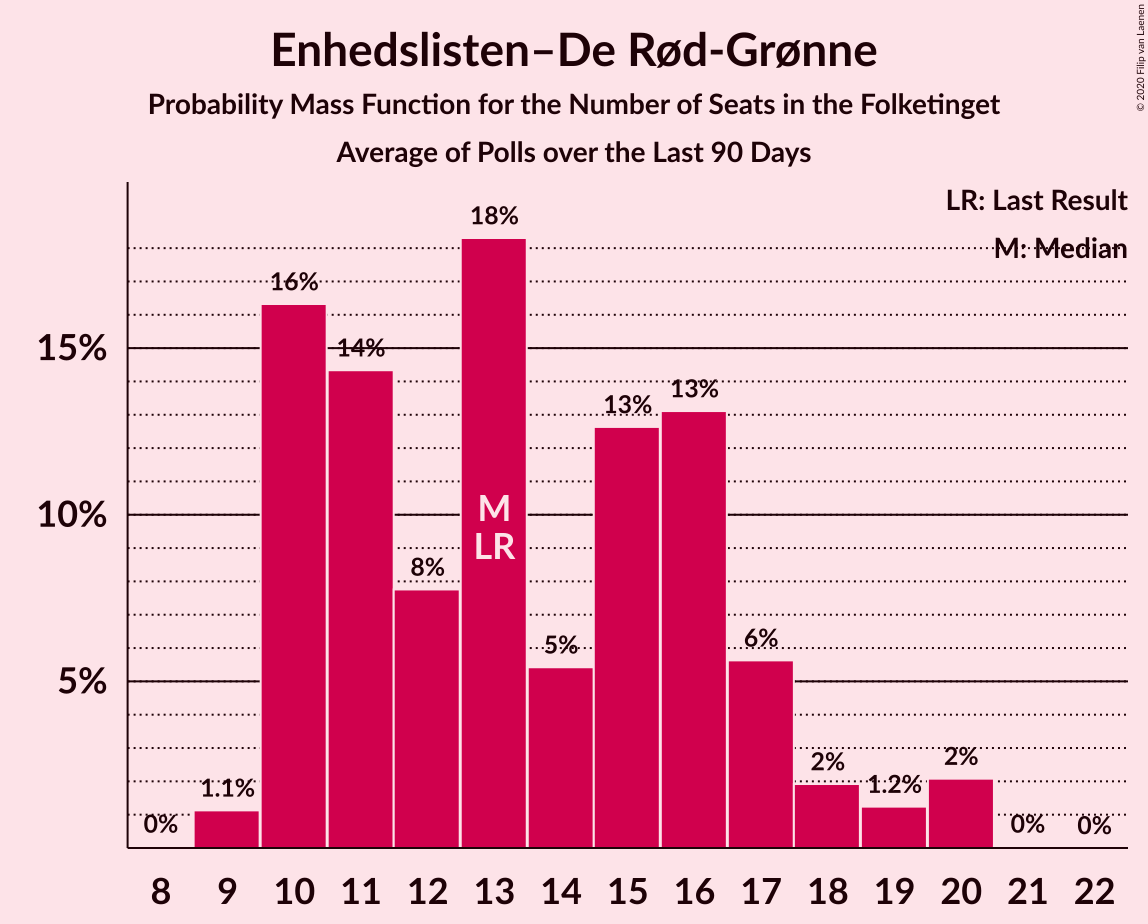 Enhedslisten–De Rød-Grønne
Probability Mass Function for the Number of Seats in the Folketinget
Average of Polls over the Last 90 Days
© 2020 Filip van Laenen
LR: Last Result
M: Median
18%
16%
15%
14%
13%
13%
10%
M
LR
8%
6%
5%
5%
2%
2%
1.1%
1.2%
0%
0%
0%
8 9 10 11 12 13 14 15 16 17 18 19 20 21 22